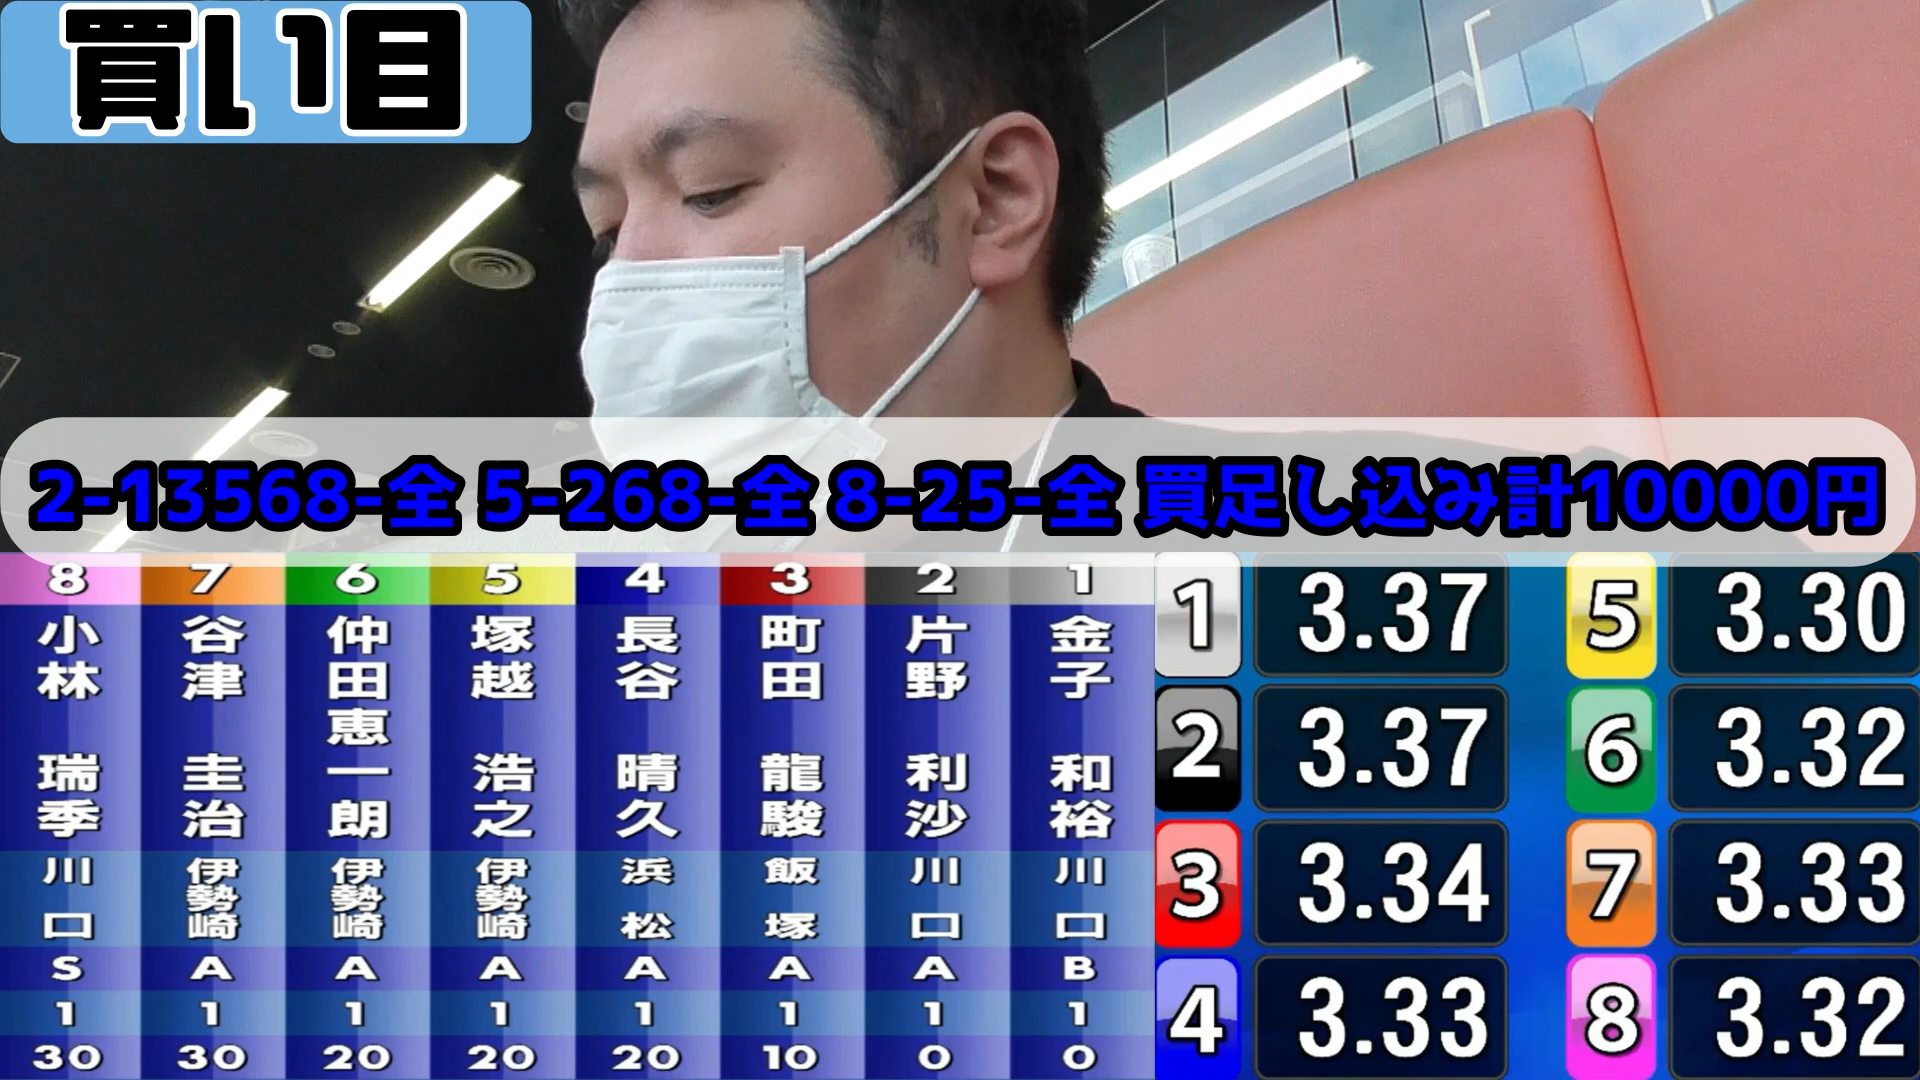 買い目
2-13568-全 5-268-全 8-25-全 買足し込み計10000円
8 7 6 5 4 3 2 1
小林 瑞季 谷津 圭治 仲田恵一朗 塚越 浩之 長谷 晴久 町田 龍駿 片野 利沙 金子 和裕
川口 伊勢崎 伊勢崎 伊勢崎 浜松 飯塚 川口 川口
S A A A A A A B
1 1 1 1 1 1 1 1
30 30 20 20 20 10 0 0
1 3.37 5 3.30
2 3.37 6 3.32
3 3.34 7 3.33
4 3.33 8 3.32